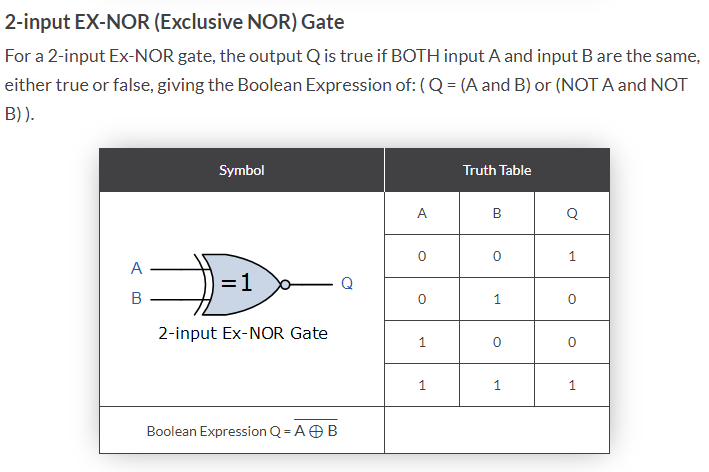 2-input EX-NOR (Exclusive NOR) Gate
For a 2-input Ex-NOR gate, the output Q is true if BOTH input A and input B are the same,
either true or false, giving the Boolean Expression of: ( Q = (A and B) or (NOT A and NOT
B) ).
Symbol Truth Table
A B Q
0 0 1
0 1 0
1 0 0
1 1 1
A
B
=1
Q
2-input Ex-NOR Gate
Boolean Expression Q = A̅ ̅⊕̅ ̅B̅